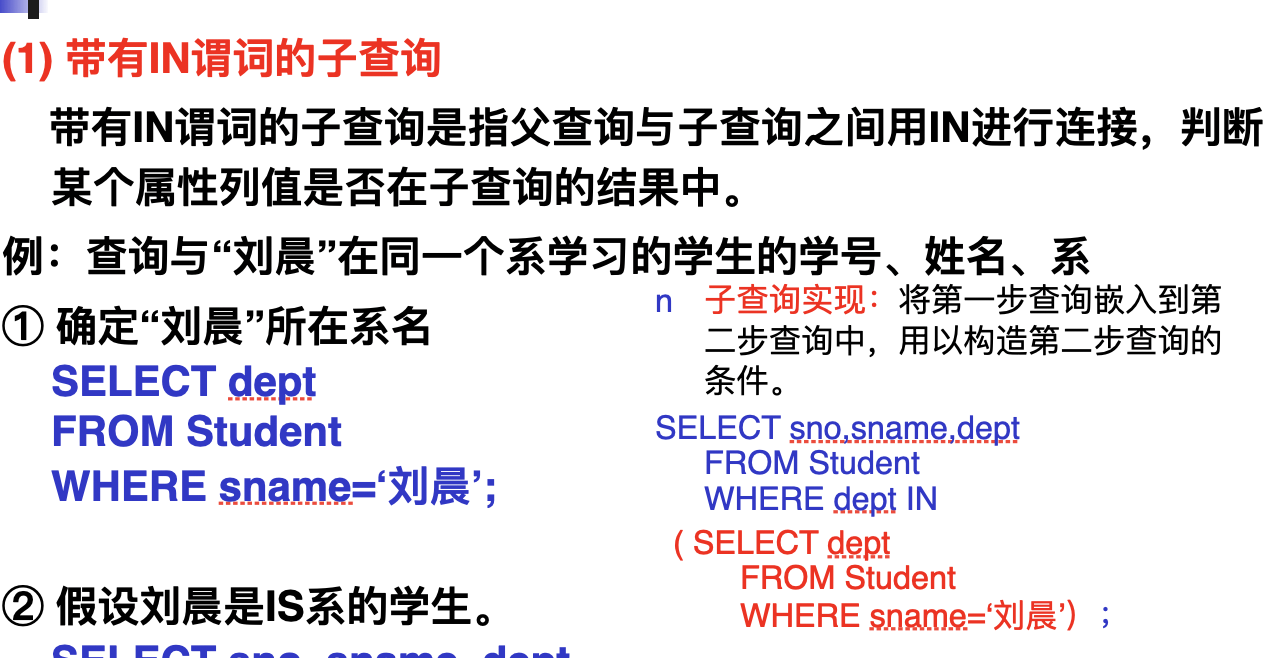 (1) 带有IN谓词的子查询
带有IN谓词的子查询是指父查询与子查询之间用IN进行连接，判断
某个属性列值是否在子查询的结果中。
例：查询与“刘晨”在同一个系学习的学生的学号、姓名、系
① 确定“刘晨”所在系名
SELECT dept
FROM Student
WHERE sname=‘刘晨’;
② 假设刘晨是IS系的学生。
SELECT sno, sname, dept
n 子查询实现：将第一步查询嵌入到第
二步查询中，用以构造第二步查询的
条件。
SELECT sno,sname,dept
FROM Student
WHERE dept IN
( SELECT dept
FROM Student
WHERE sname=‘刘晨’）；